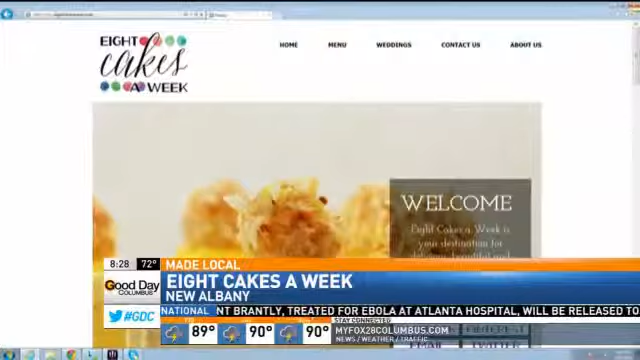 EIGHT
cakes
A WEEK
HOME MENU WEDDINGS CONTACT US ABOUT US
WELCOME
Eight Cakes a Week is
your destination for
8:28 72°
MADE LOCAL
EIGHT CAKES A WEEK
NEW ALBANY
Good Day
COLUMBUS
#GDC
NATIONAL NT BRANTLY, TREATED FOR EBOLA AT ATLANTA HOSPITAL, WILL BE RELEASED TO
89° 90° 90°
STAY CONNECTED
MYFOX28COLUMBUS.COM
NEWS / WEATHER / TRAFFIC